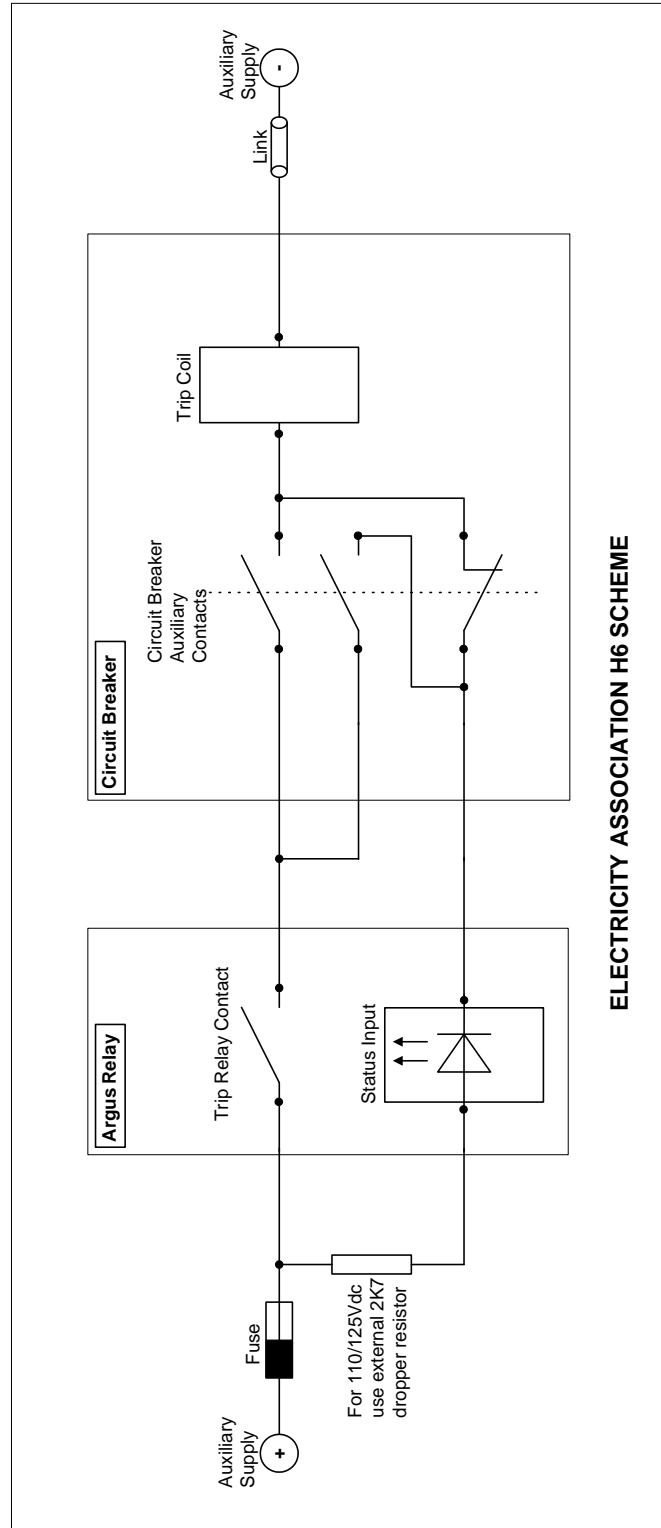 Auxiliary
Supply
+
Fuse
For 110/125Vdc
use external 2K7
dropper resistor
Argus Relay
Trip Relay Contact
Status Input
Circuit Breaker
Circuit Breaker
Auxiliary
Contacts
Trip Coil
Link
Auxiliary
Supply
-
ELECTRICITY ASSOCIATION H6 SCHEME